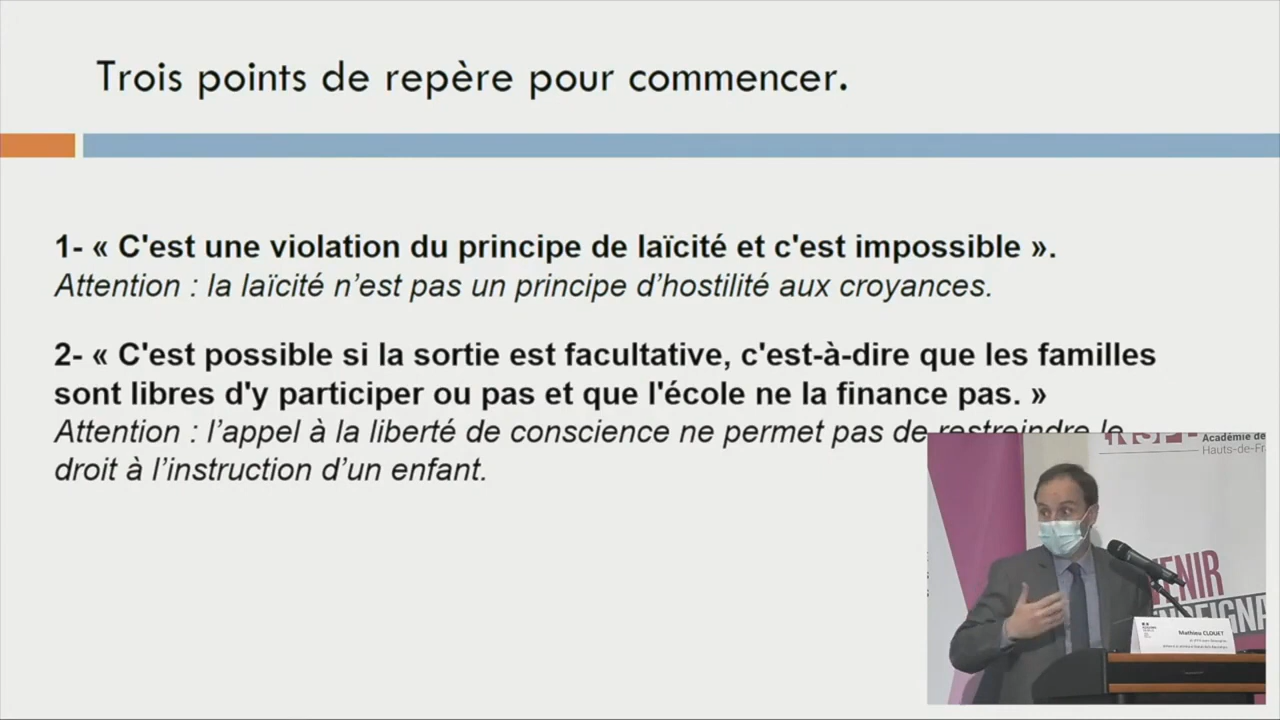 Trois points de repère pour commencer.
1- « C'est une violation du principe de laïcité et c'est impossible ».
Attention : la laïcité n’est pas un principe d’hostilité aux croyances.
2- « C'est possible si la sortie est facultative, c'est-à-dire que les familles
sont libres d'y participer ou pas et que l'école ne la finance pas. »
Attention : l’appel à la liberté de conscience ne permet pas de restreindre le
droit à l’instruction d’un enfant.
Académie de
Hauts-de-Fr
Mathieu CLOUET